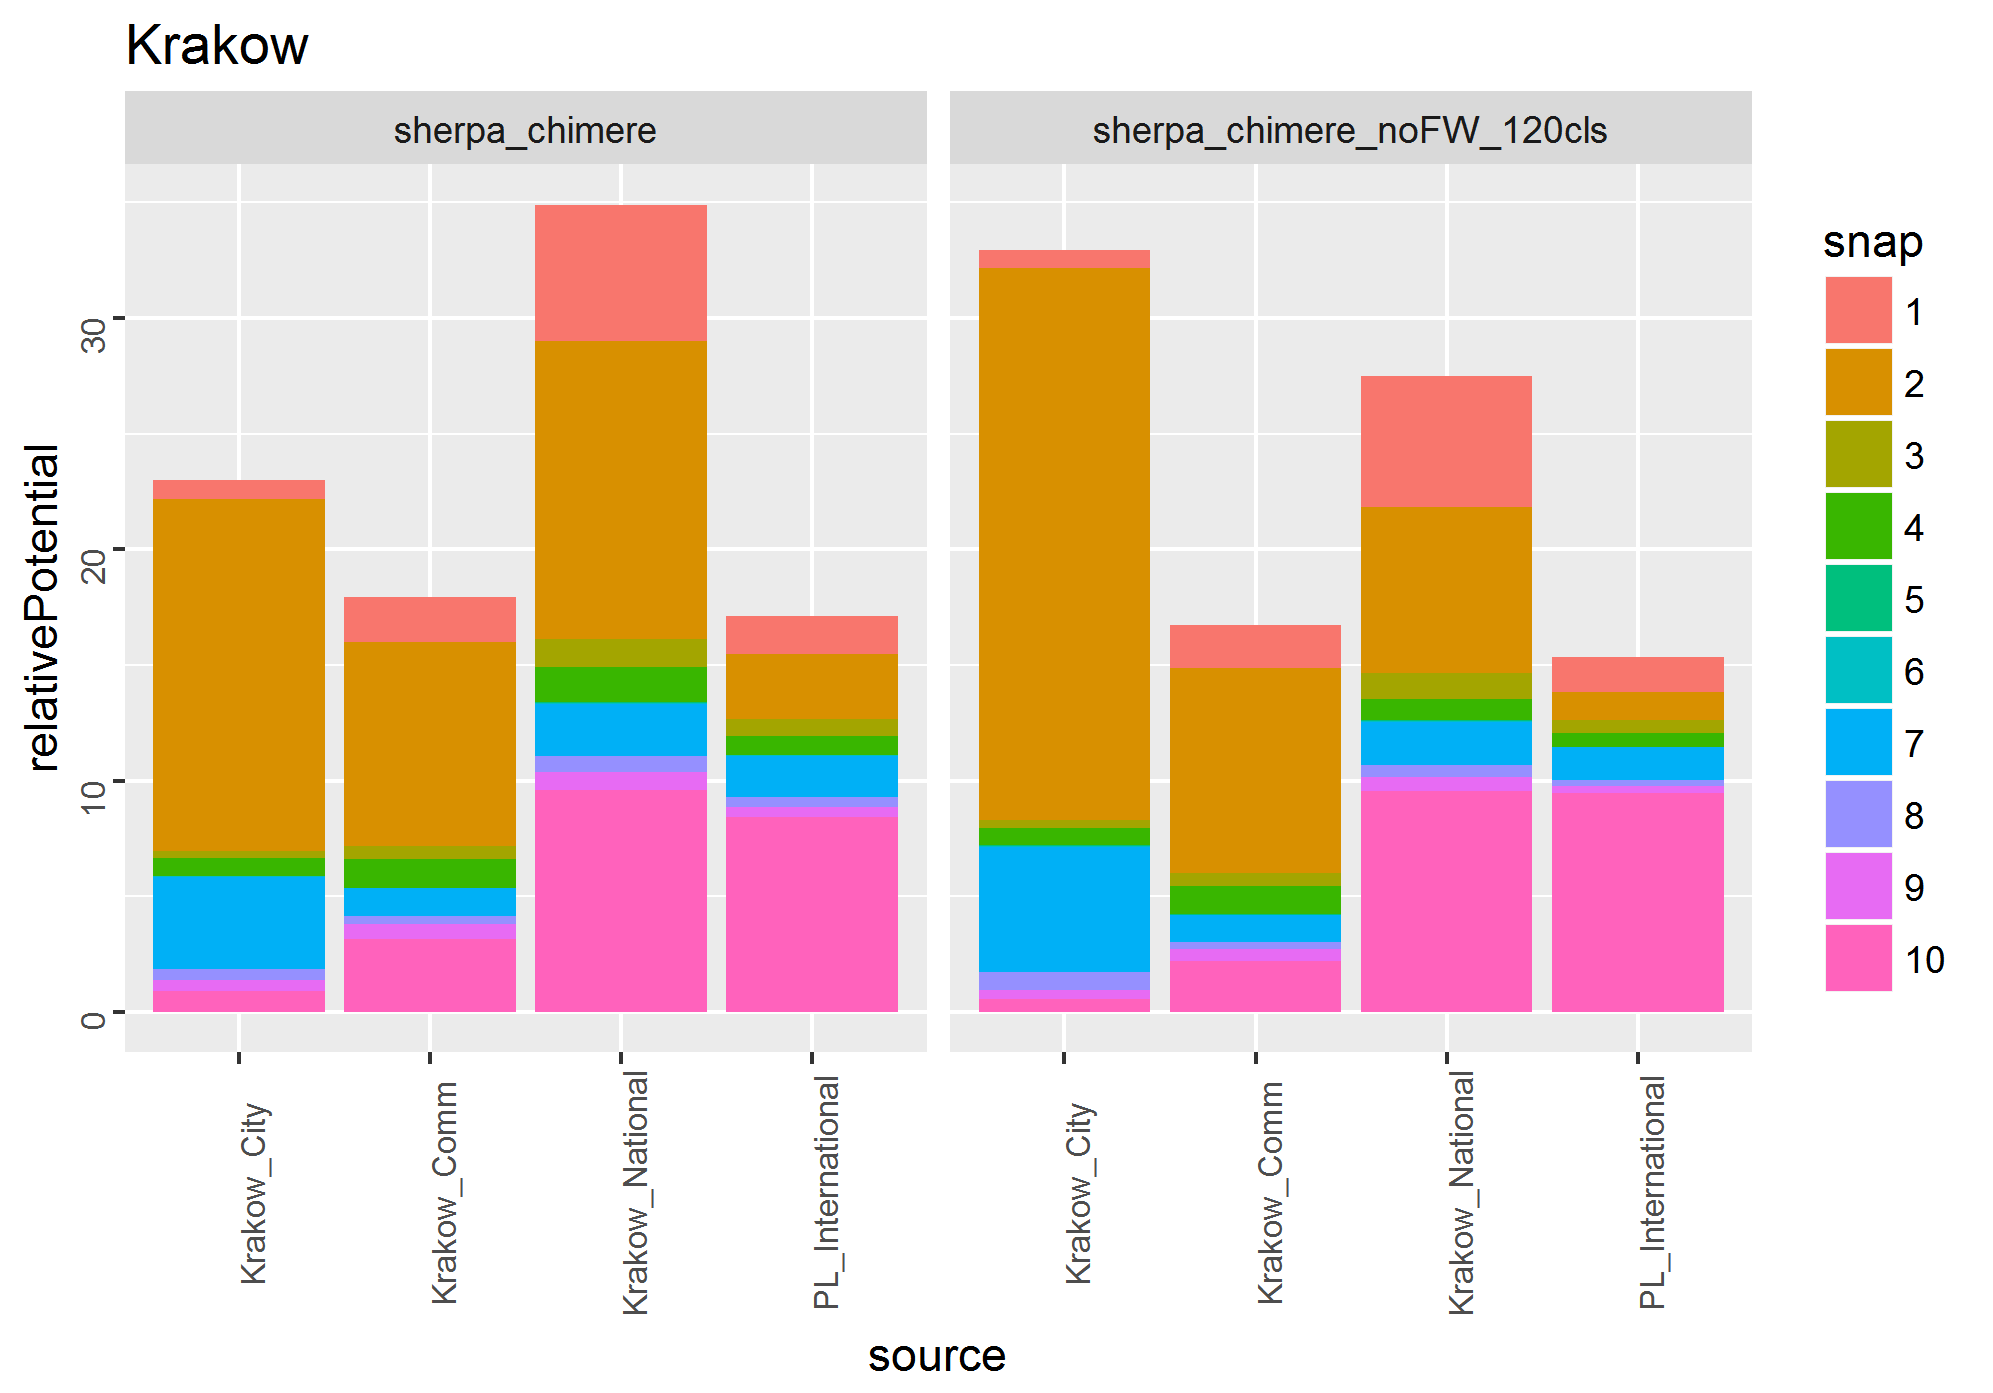 Krakow
sherpa_chimere
sherpa_chimere_noFW_120cls
relativePotential
30
20
10
0
Krakow_City
Krakow_Comm
Krakow_National
PL_International
Krakow_City
Krakow_Comm
Krakow_National
PL_International
source
snap
1
2
3
4
5
6
7
8
9
10